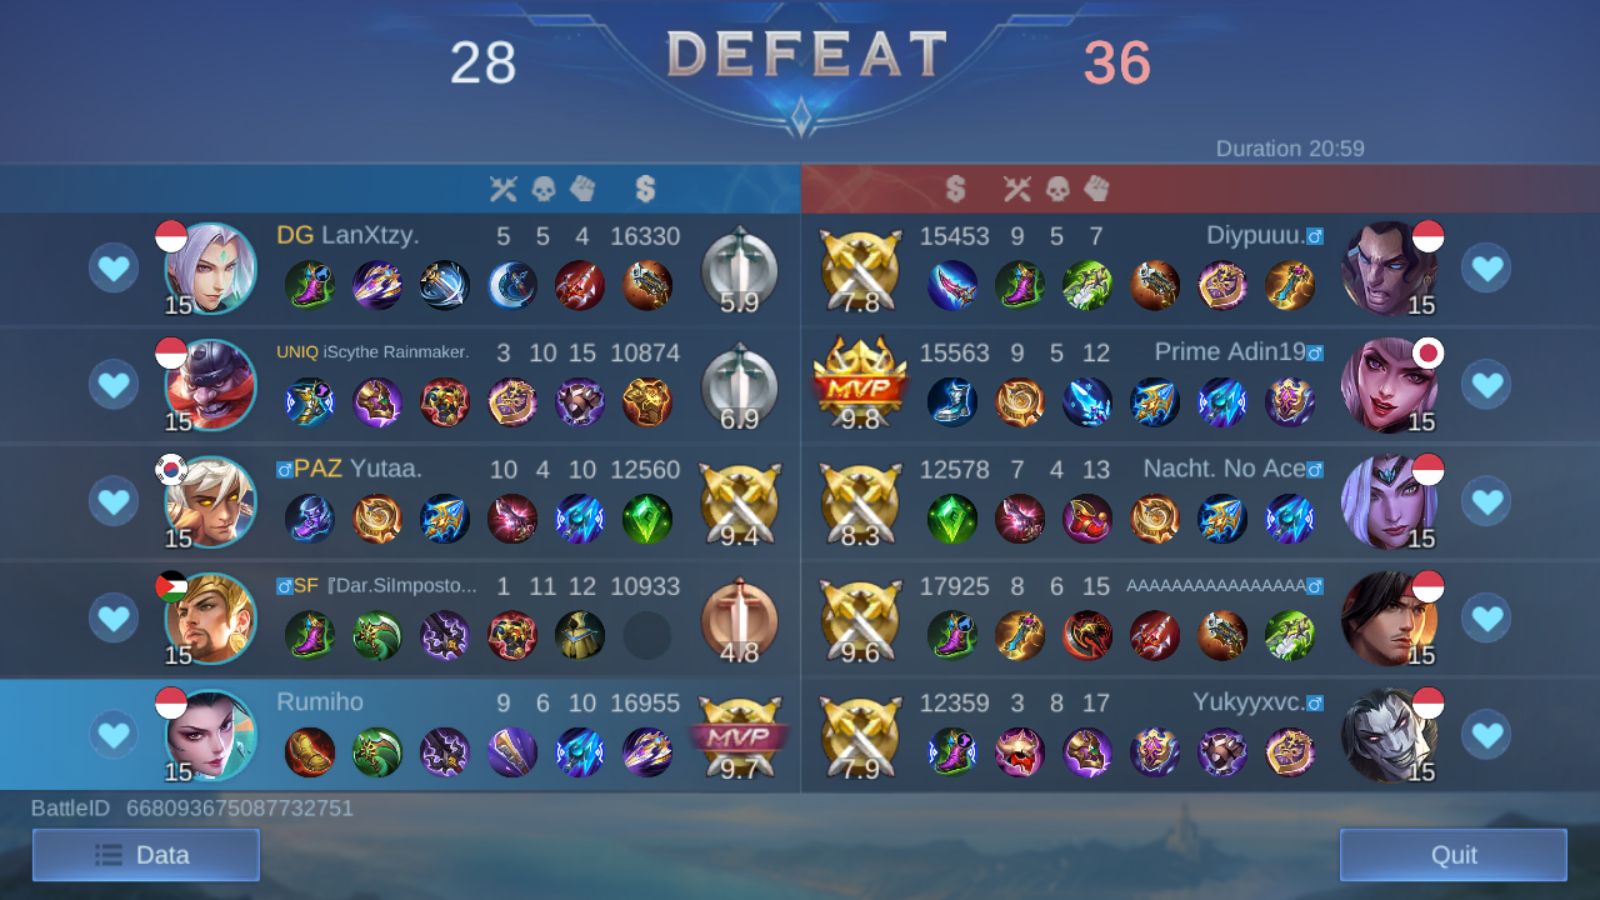 28 DEFEAT 36
Duration 20:59
DG LanXtzy. 5 5 4 16330 5.9 15
7.8 15453 9 5 7 Diypuuu. 15
UNIQ iScythe Rainmaker. 3 10 15 10874 6.9 15
MVP 9.8 15563 9 5 12 Prime Adin19 15
PAZ Yutaa. 10 4 10 12560 9.4 15
8.3 12578 7 4 13 Nacht. No Ace 15
SF 『Dar.SiImposto... 1 11 12 10933 4.8 15
9.6 17925 8 6 15 AAAAAAAAAAAAAAAA 15
Rumiho 9 6 10 16955 MVP 9.7 15
7.9 12359 3 8 17 Yukyyxvc. 15
BattleID 668093675087732751
Data
Quit